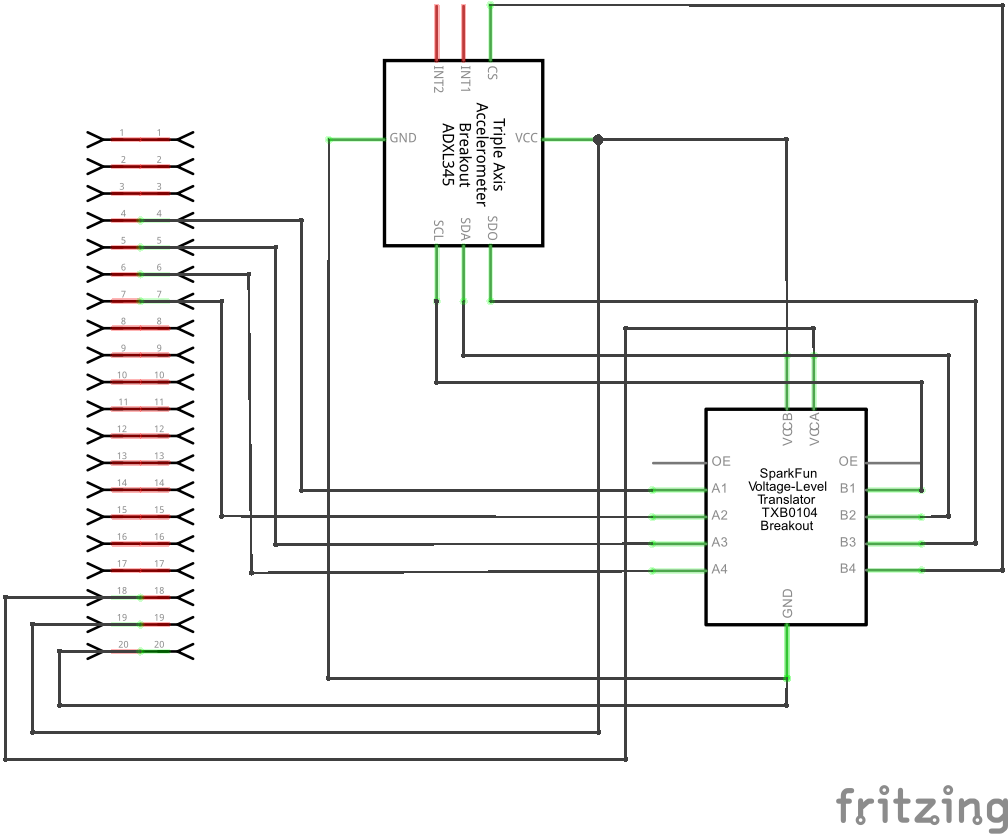 INT2
INT1
CS
GND
VCC
Triple Axis
Accelerometer
Breakout
ADXL345
SCL
SDA
SDO
1 1
2 2
3 3
4 4
5 5
6 6
7 7
8 8
9 9
10 10
11 11
12 12
13 13
14 14
15 15
16 16
17 17
18 18
19 19
20 20
VCCB
VCCA
OE
OE
A1
B1
A2
B2
A3
B3
A4
B4
SparkFun
Voltage-Level
Translator
TXB0104
Breakout
GND
fritzing